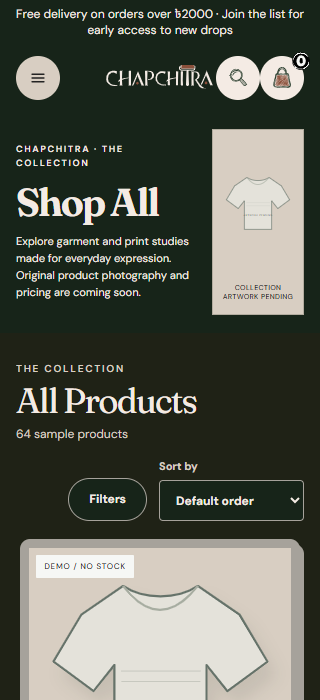 Free delivery on orders over ৳2000 · Join the list for
early access to new drops
CHAPCHITRA
0
CHAPCHITRA · THE
COLLECTION
Shop All
Explore garment and print studies
made for everyday expression.
Original product photography and
pricing are coming soon.
COLLECTION
ARTWORK PENDING
THE COLLECTION
All Products
64 sample products
Sort by
Filters
Default order
DEMO / NO STOCK